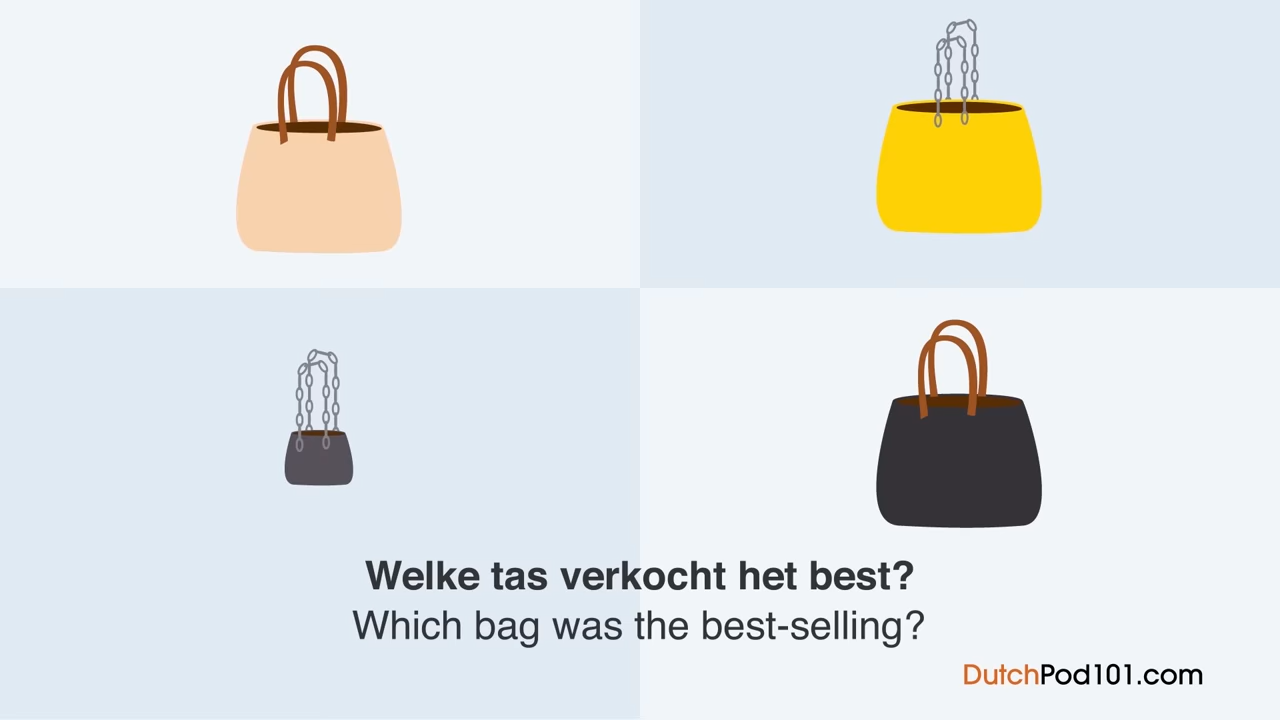 Welke tas verkocht het best?
Which bag was the best-selling?
DutchPod101.com